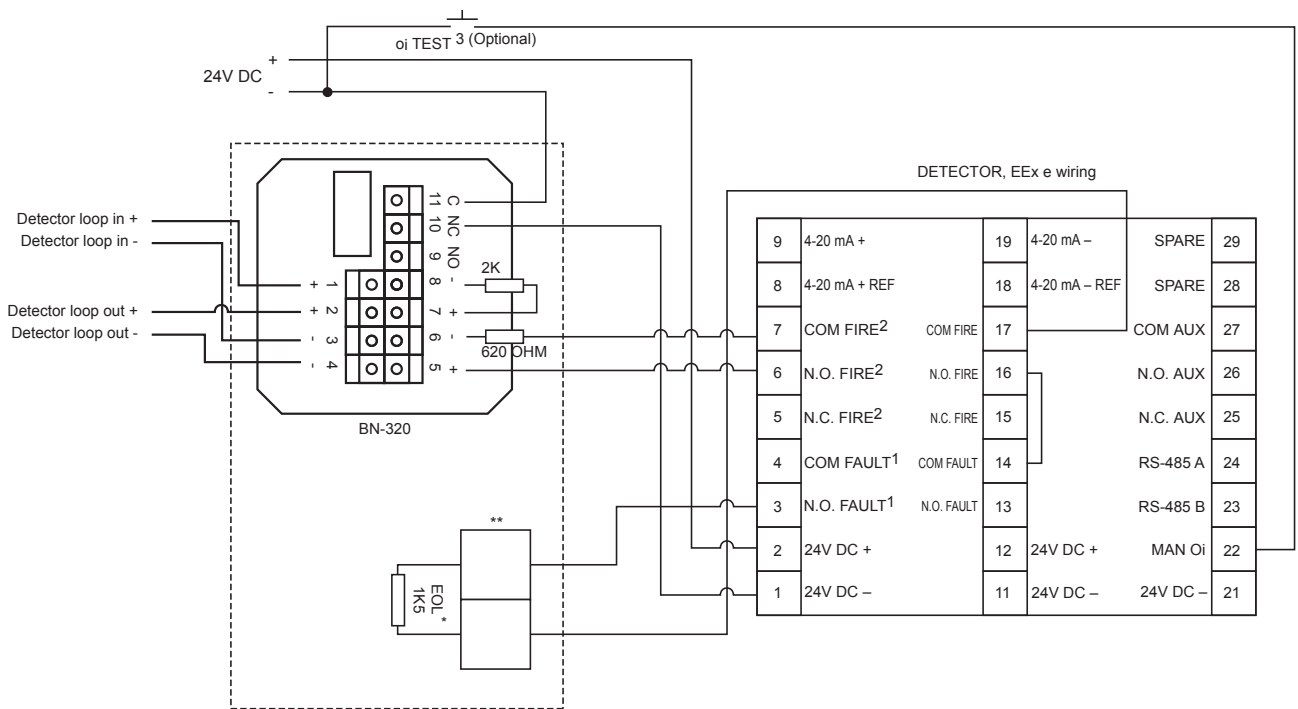 oi TEST 3 (Optional)
+
24V DC
-
DETECTOR, EEx e wiring
Detector loop in +
Detector loop in -
Detector loop out +
Detector loop out -
11 C
10 NC
9 NO
+ 1 8 -
+ 2 7 +
- 3 6 -
- 4 5 +
2K
620 OHM
BN-320
**
EOL
1K5 *
9 4-20 mA + 19 4-20 mA – SPARE 29
8 4-20 mA + REF 18 4-20 mA – REF SPARE 28
7 COM FIRE2 COM FIRE 17 COM AUX 27
6 N.O. FIRE2 N.O. FIRE 16 N.O. AUX 26
5 N.C. FIRE2 N.C. FIRE 15 N.C. AUX 25
4 COM FAULT1 COM FAULT 14 RS-485 A 24
3 N.O. FAULT1 N.O. FAULT 13 RS-485 B 23
2 24V DC + 12 24V DC + MAN Oi 22
1 24V DC – 11 24V DC – 24V DC – 21